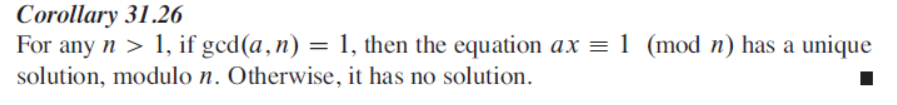 Corollary 31.26
For any n > 1, if gcd(a, n) = 1, then the equation ax ≡ 1 (mod n) has a unique
solution, modulo n. Otherwise, it has no solution. ■